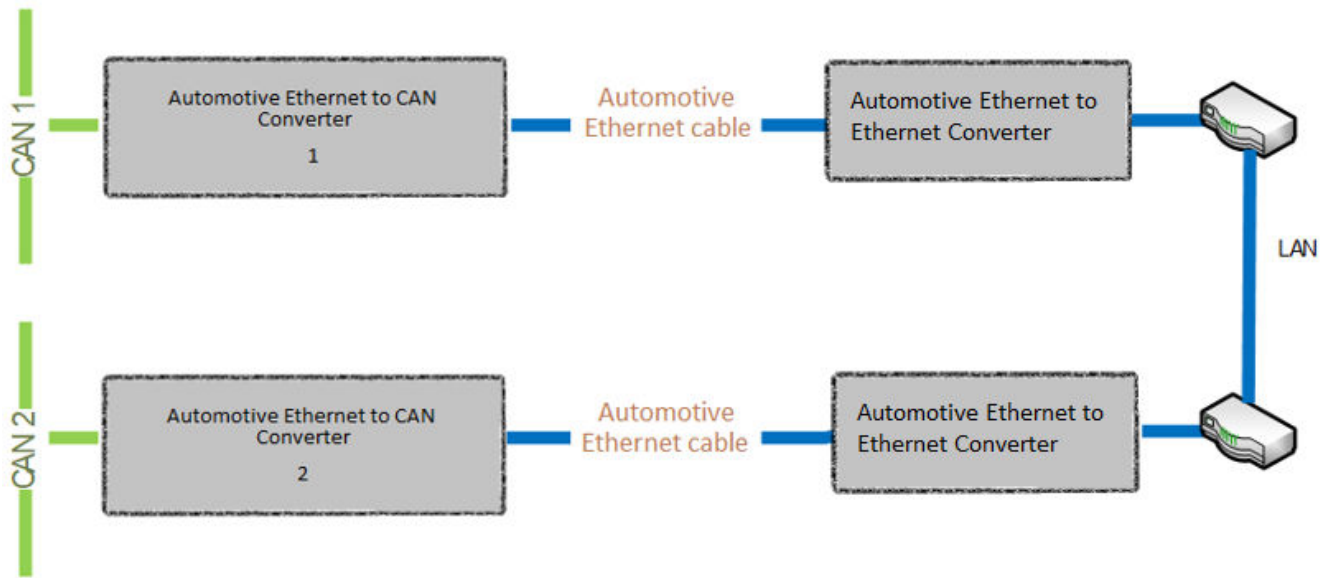 CAN 1
Automotive Ethernet to CAN
Converter
1
Automotive
Ethernet cable
Automotive Ethernet to
Ethernet Converter
LAN
CAN 2
Automotive Ethernet to CAN
Converter
2
Automotive
Ethernet cable
Automotive Ethernet to
Ethernet Converter